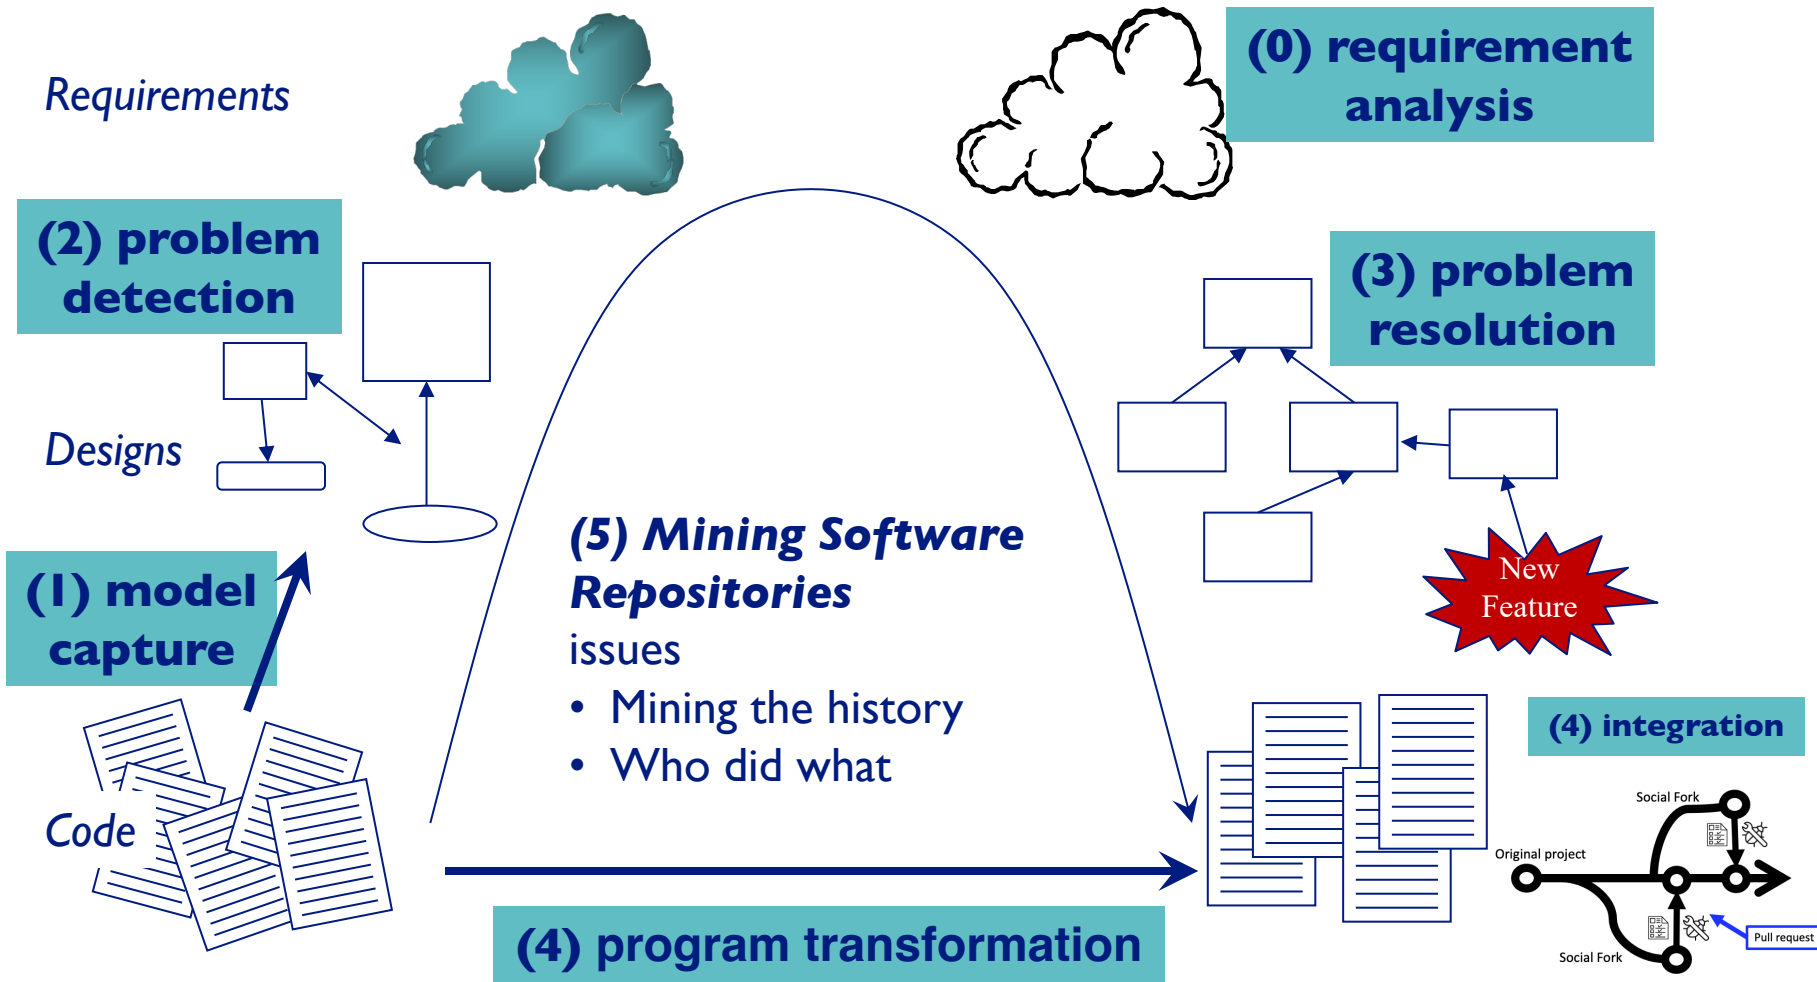 Requirements
(0) requirement
analysis
(2) problem
detection
(3) problem
resolution
Designs
(5) Mining Software
Repositories
issues
• Mining the history
• Who did what
New
Feature
(1) model
capture
Code
(4) integration
Social Fork
Original project
Pull request
Social Fork
(4) program transformation